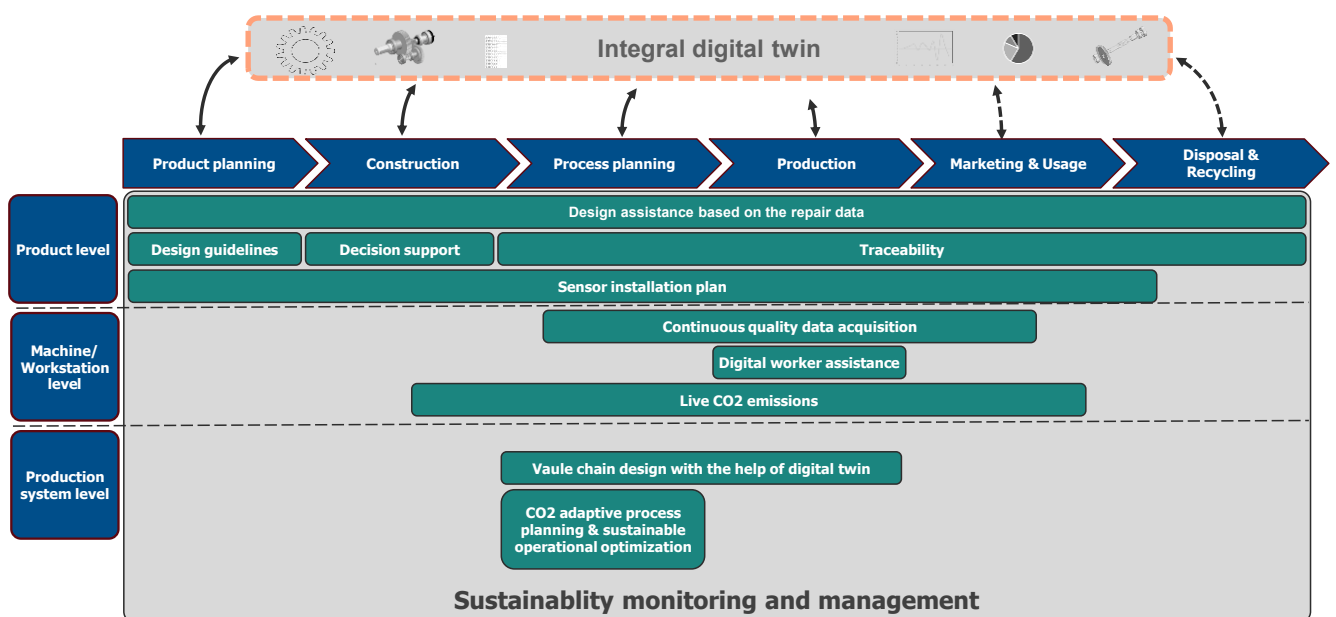 Integral digital twin
Product planning
Construction
Process planning
Production
Marketing & Usage
Disposal &
Recycling
Product level
Design assistance based on the repair data
Design guidelines
Decision support
Traceability
Sensor installation plan
Machine/
Workstation
level
Continuous quality data acquisition
Digital worker assistance
Live CO2 emissions
Production
system level
Vaule chain design with the help of digital twin
CO2 adaptive process
planning & sustainable
operational optimization
Sustainablity monitoring and management